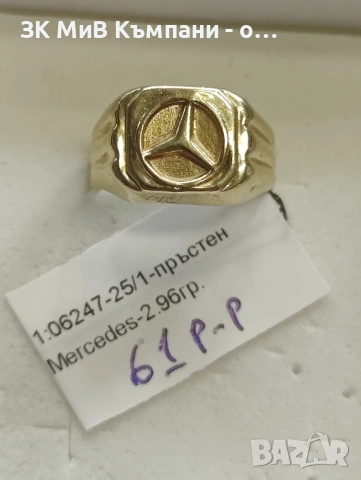 ЗК МиВ Къмпани - о...
1:06247-25/1-пръстен
Mercedes-2.96гр.
61 р-р
BAZAR